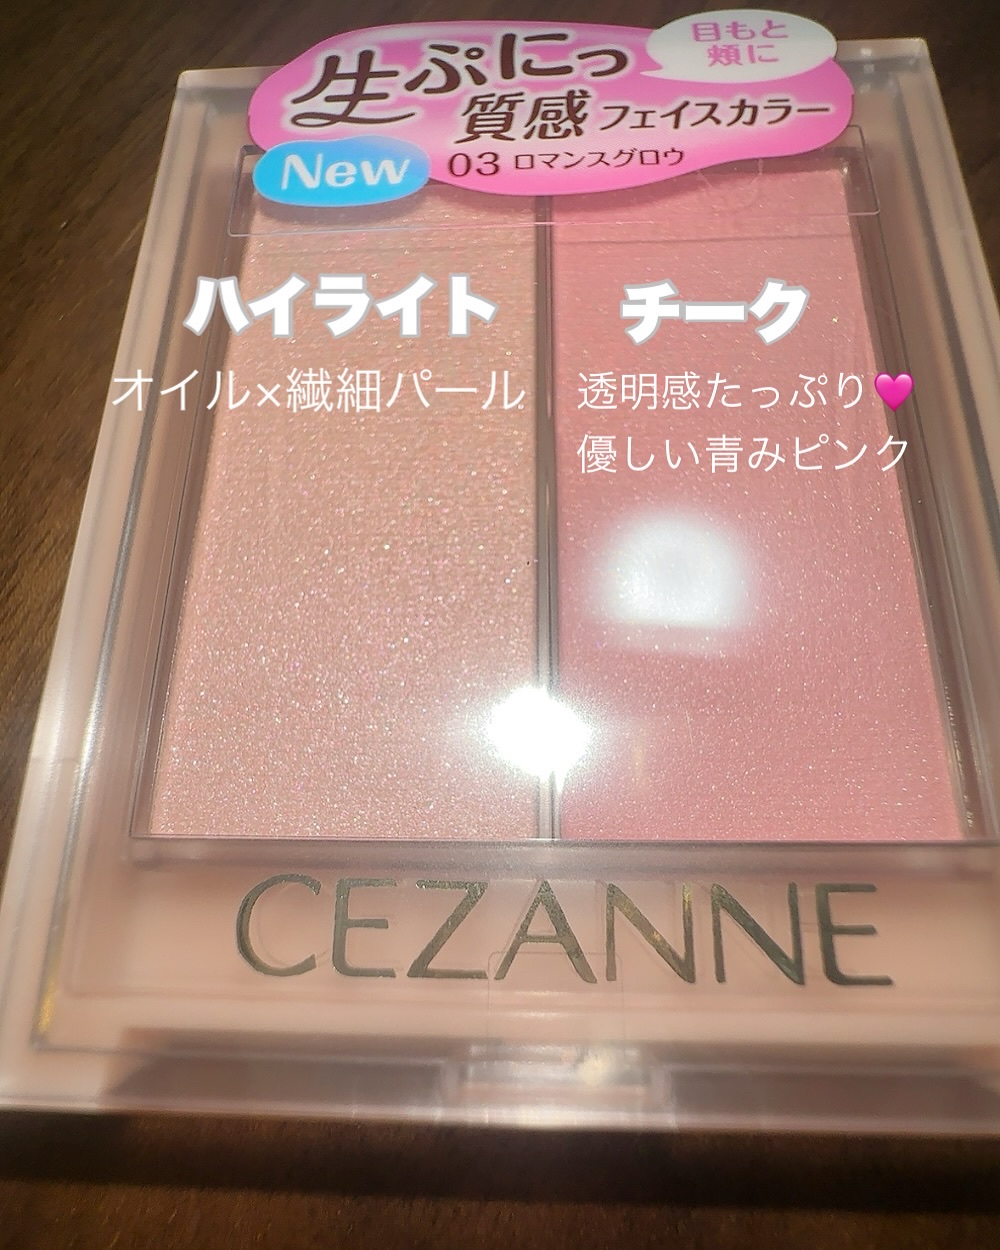 目もと
頬に
生ぷにっ
質感フェイスカラー
New
03 ロマンスグロウ
ハイライト
チーク
オイル×繊細パール
透明感たっぷり🩷
優しい青みピンク
CEZANNE